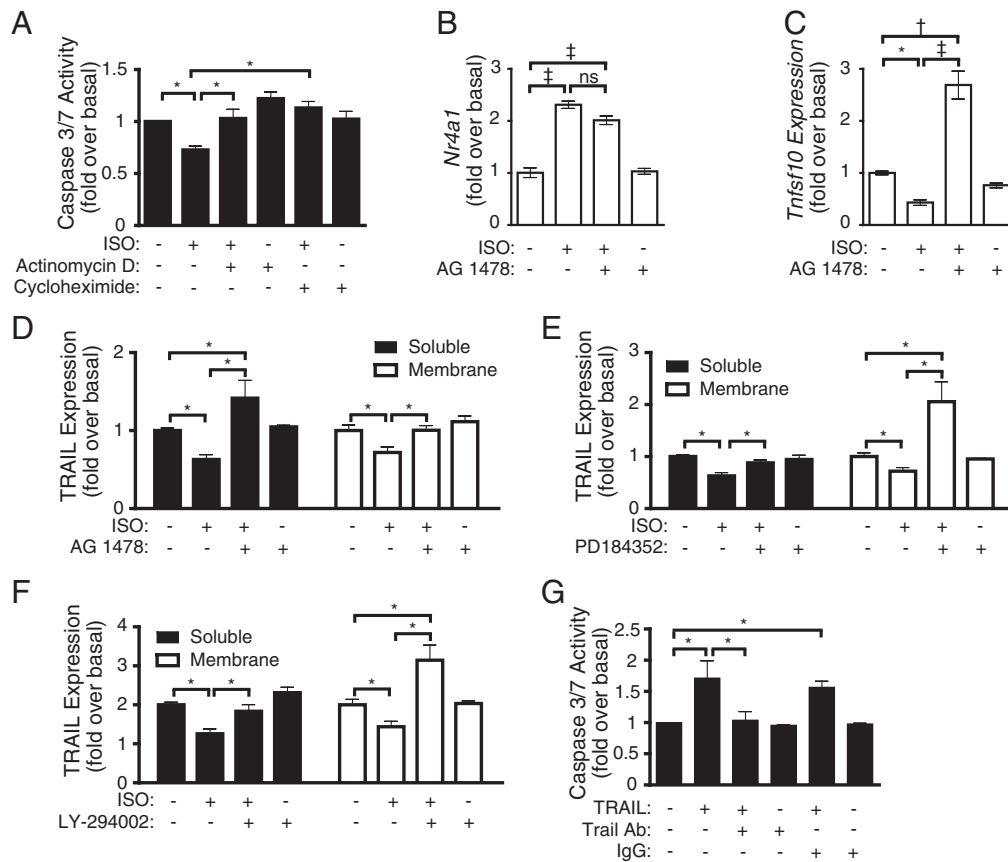 A
Caspase 3/7 Activity
(fold over basal)
1.5
1
0.5
0
* * *
ISO: - + + - + -
Actinomycin D: - - + + - -
Cycloheximide: - - - - + +
B
Nr4a1
(fold over basal)
3
2
1
0
‡
‡ ns
ISO: - + + -
AG 1478: - - + +
C
Tnfsf10 Expression
(fold over basal)
3
2
1
0
†
* ‡
ISO: - + + -
AG 1478: - - + +
D
TRAIL Expression
(fold over basal)
2
1
0
Soluble
Membrane
* * * * *
ISO: - + + - - + + -
AG 1478: - - + + - - + +
E
TRAIL Expression
(fold over basal)
3
2
1
0
Soluble
Membrane
* * * * *
ISO: - + + - - + + -
PD184352: - - + + - - + +
F
TRAIL Expression
(fold over basal)
4
3
2
1
0
Soluble
Membrane
* * * * *
ISO: - + + - - + + -
LY-294002: - - + + - - + +
G
Caspase 3/7 Activity
(fold over basal)
2.5
2
1.5
1
0.5
0
* * *
TRAIL: - + + - + -
Trail Ab: - - + + - -
IgG: - - - - + +